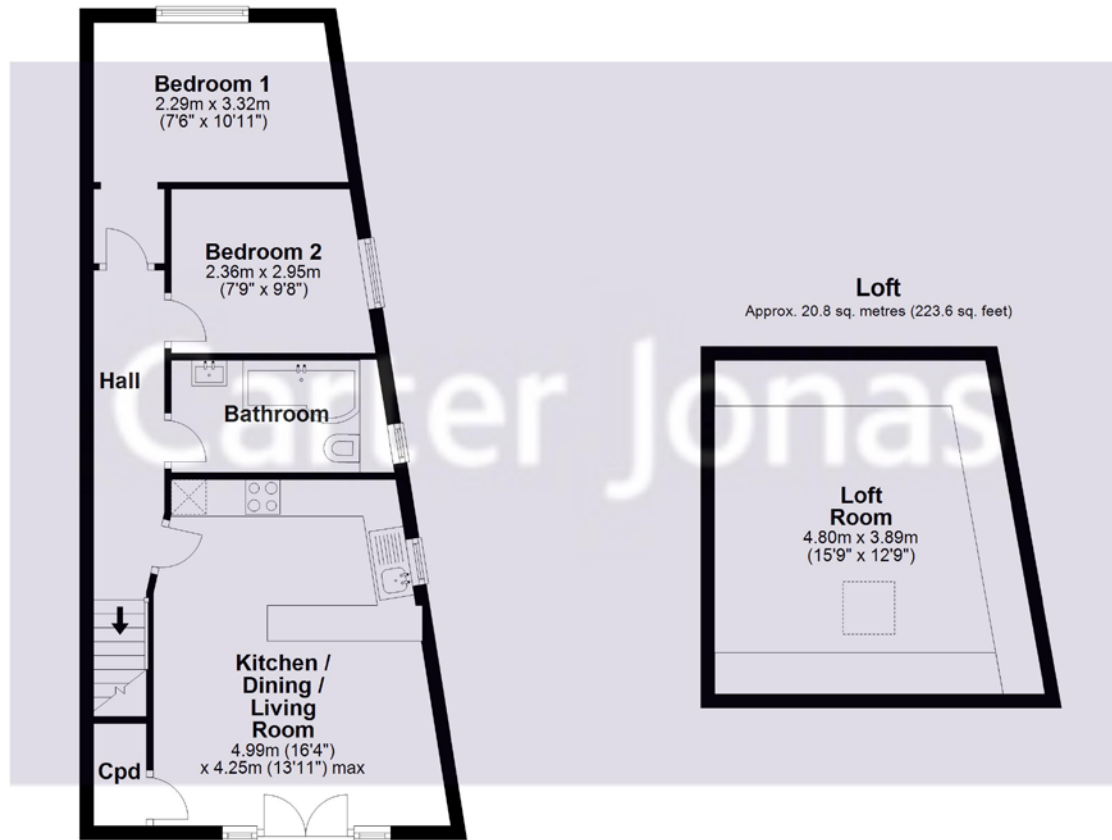 Bedroom 1
2.29m x 3.32m
(7'6" x 10'11")
Bedroom 2
2.36m x 2.95m
(7'9" x 9'8")
Hall
Bathroom
Kitchen /
Dining /
Living
Room
4.99m (16'4")
x 4.25m (13'11") max
Cpd
Loft
Approx. 20.8 sq. metres (223.6 sq. feet)
Loft
Room
4.80m x 3.89m
(15'9" x 12'9")
Carter Jonas